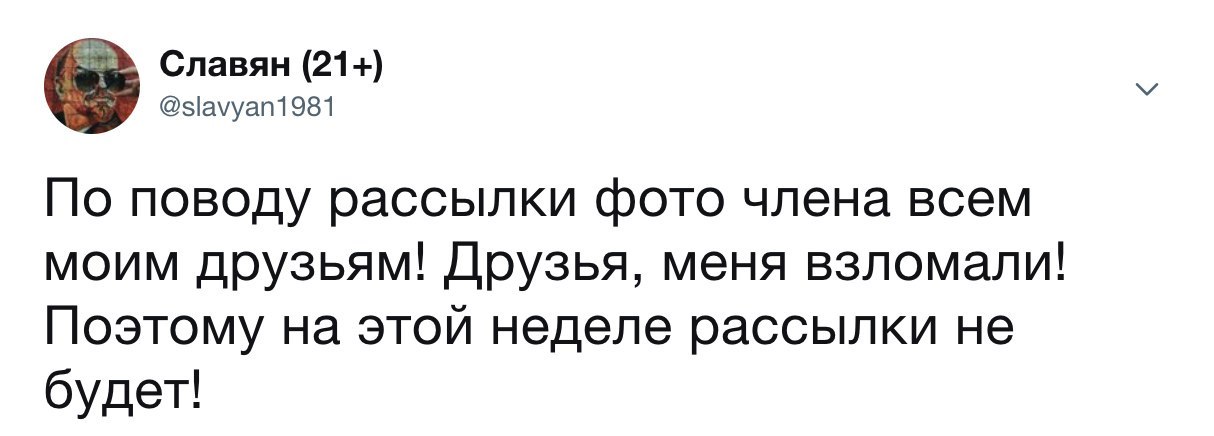 Славян (21+)
@slavyan1981
По поводу рассылки фото члена всем
моим друзьям! Друзья, меня взломали!
Поэтому на этой неделе рассылки не
будет!